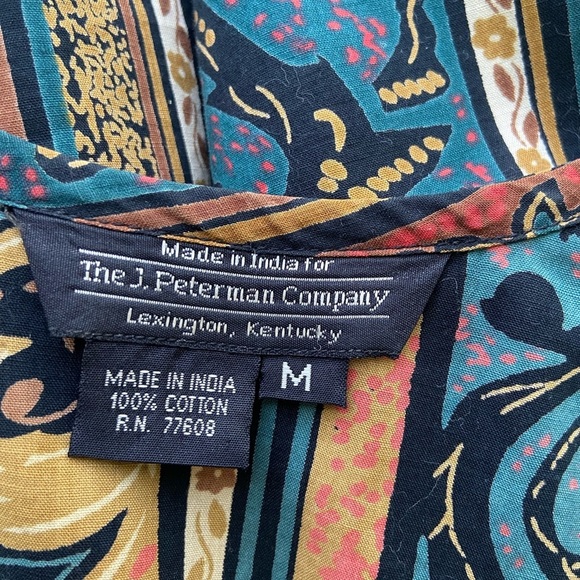 Made in India for
The J. Peterman Company
Lexington, Kentucky
M
MADE IN INDIA
100% COTTON
R.N. 77608